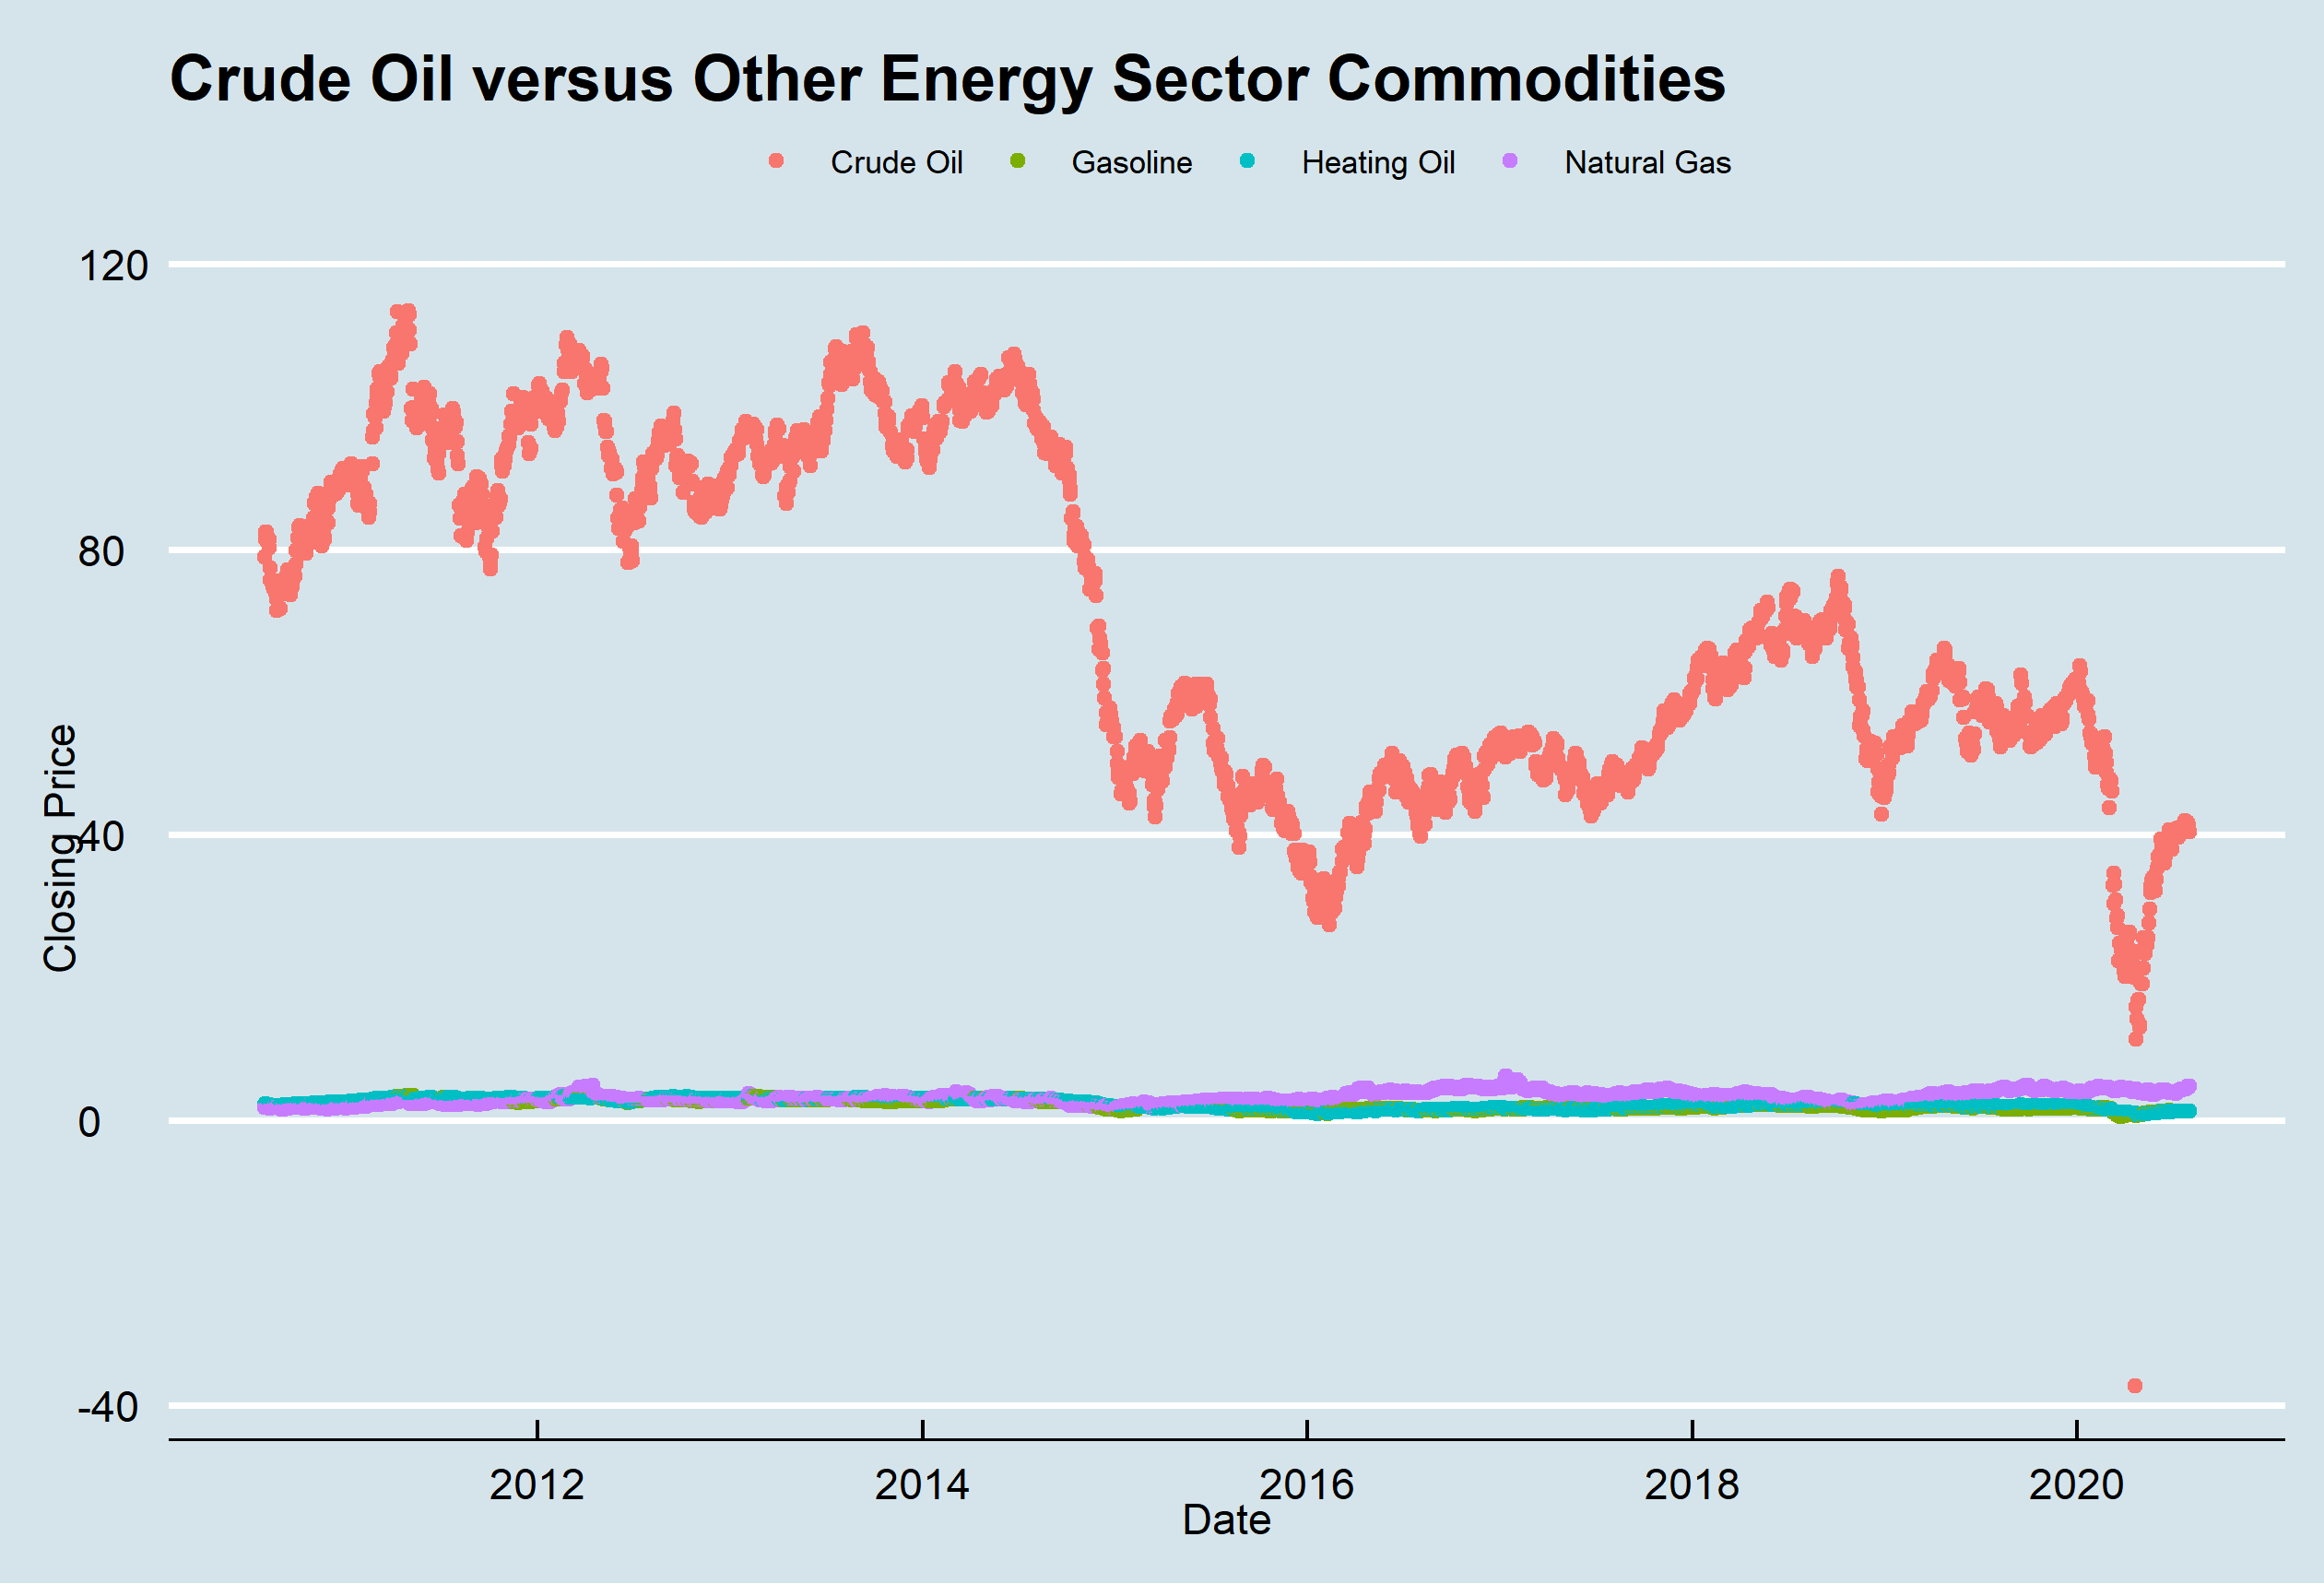 Crude Oil versus Other Energy Sector Commodities
Crude Oil Gasoline Heating Oil Natural Gas
120
80
40
0
-40
Closing Price
2012 2014 2016 2018 2020
Date